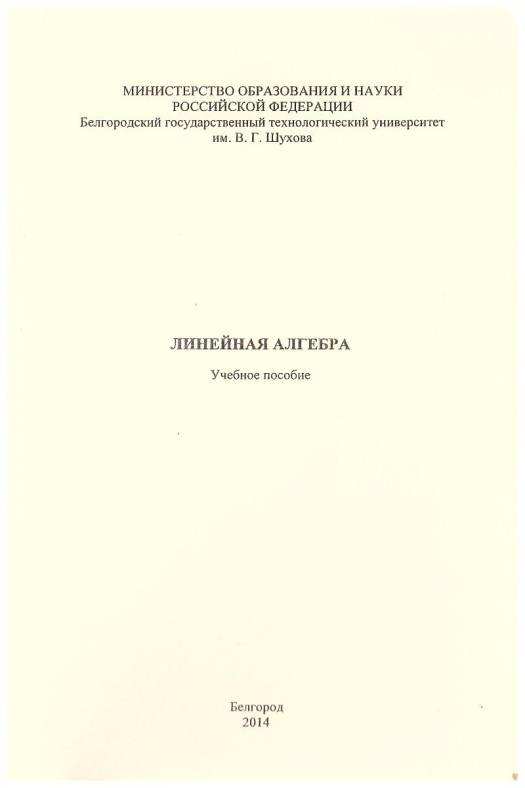 МИНИСТЕРСТВО ОБРАЗОВАНИЯ И НАУКИ
РОССИЙСКОЙ ФЕДЕРАЦИИ
Белгородский государственный технологический университет
им. В. Г. Шухова
ЛИНЕЙНАЯ АЛГЕБРА
Учебное пособие
Белгород
2014